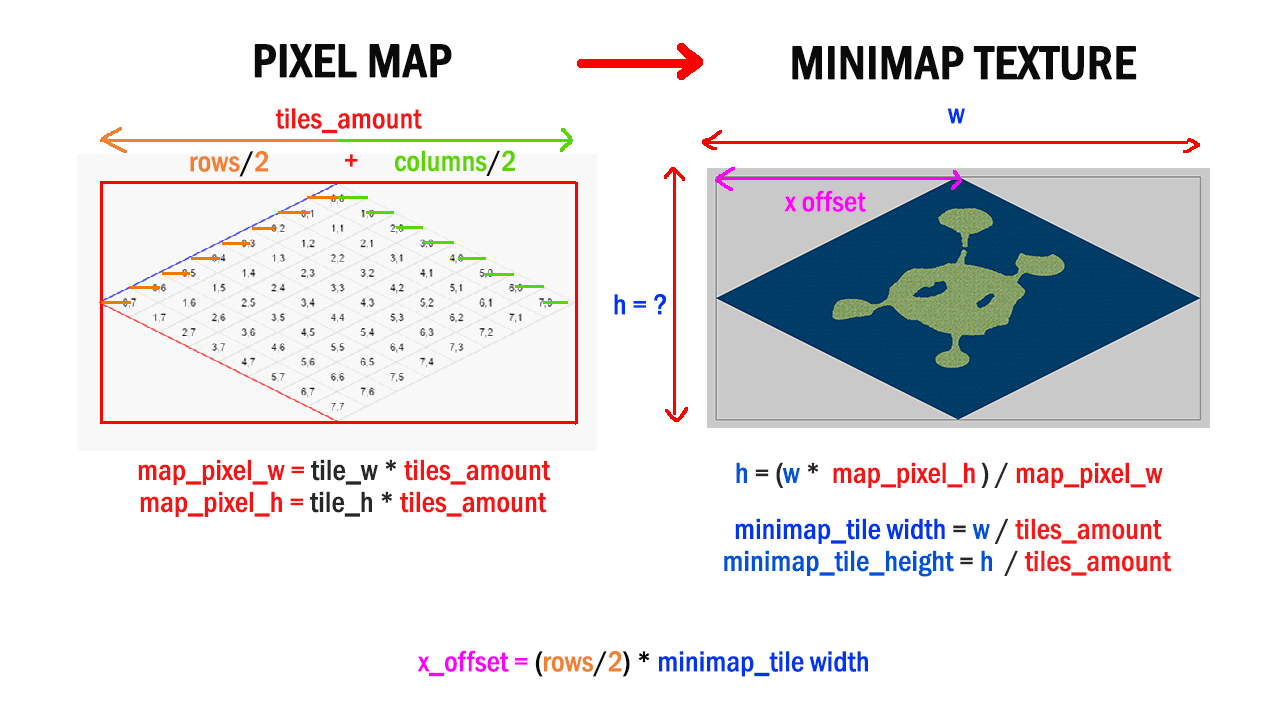 PIXEL MAP
MINIMAP TEXTURE
tiles_amount
rows/2 + columns/2
w
x offset
h = ?
0,0
0,1 1,0
0,2 1,1 2,0
0,3 1,2 2,1 3,0
0,4 1,3 2,2 3,1 4,0
0,5 1,4 2,3 3,2 4,1 5,0
0,6 1,5 2,4 3,3 4,2 5,1 6,0
0,7 1,6 2,5 3,4 4,3 5,2 6,1 7,0
1,7 2,6 3,5 4,4 5,3 6,2 7,1
2,7 3,6 4,5 5,4 6,3 7,2
3,7 4,6 5,5 6,4 7,3
4,7 5,6 6,5 7,4
5,7 6,6 7,5
6,7 7,6
7,7
map_pixel_w = tile_w * tiles_amount
map_pixel_h = tile_h * tiles_amount
h = (w * map_pixel_h ) / map_pixel_w
minimap_tile width = w / tiles_amount
minimap_tile_height = h / tiles_amount
x_offset = (rows/2) * minimap_tile width